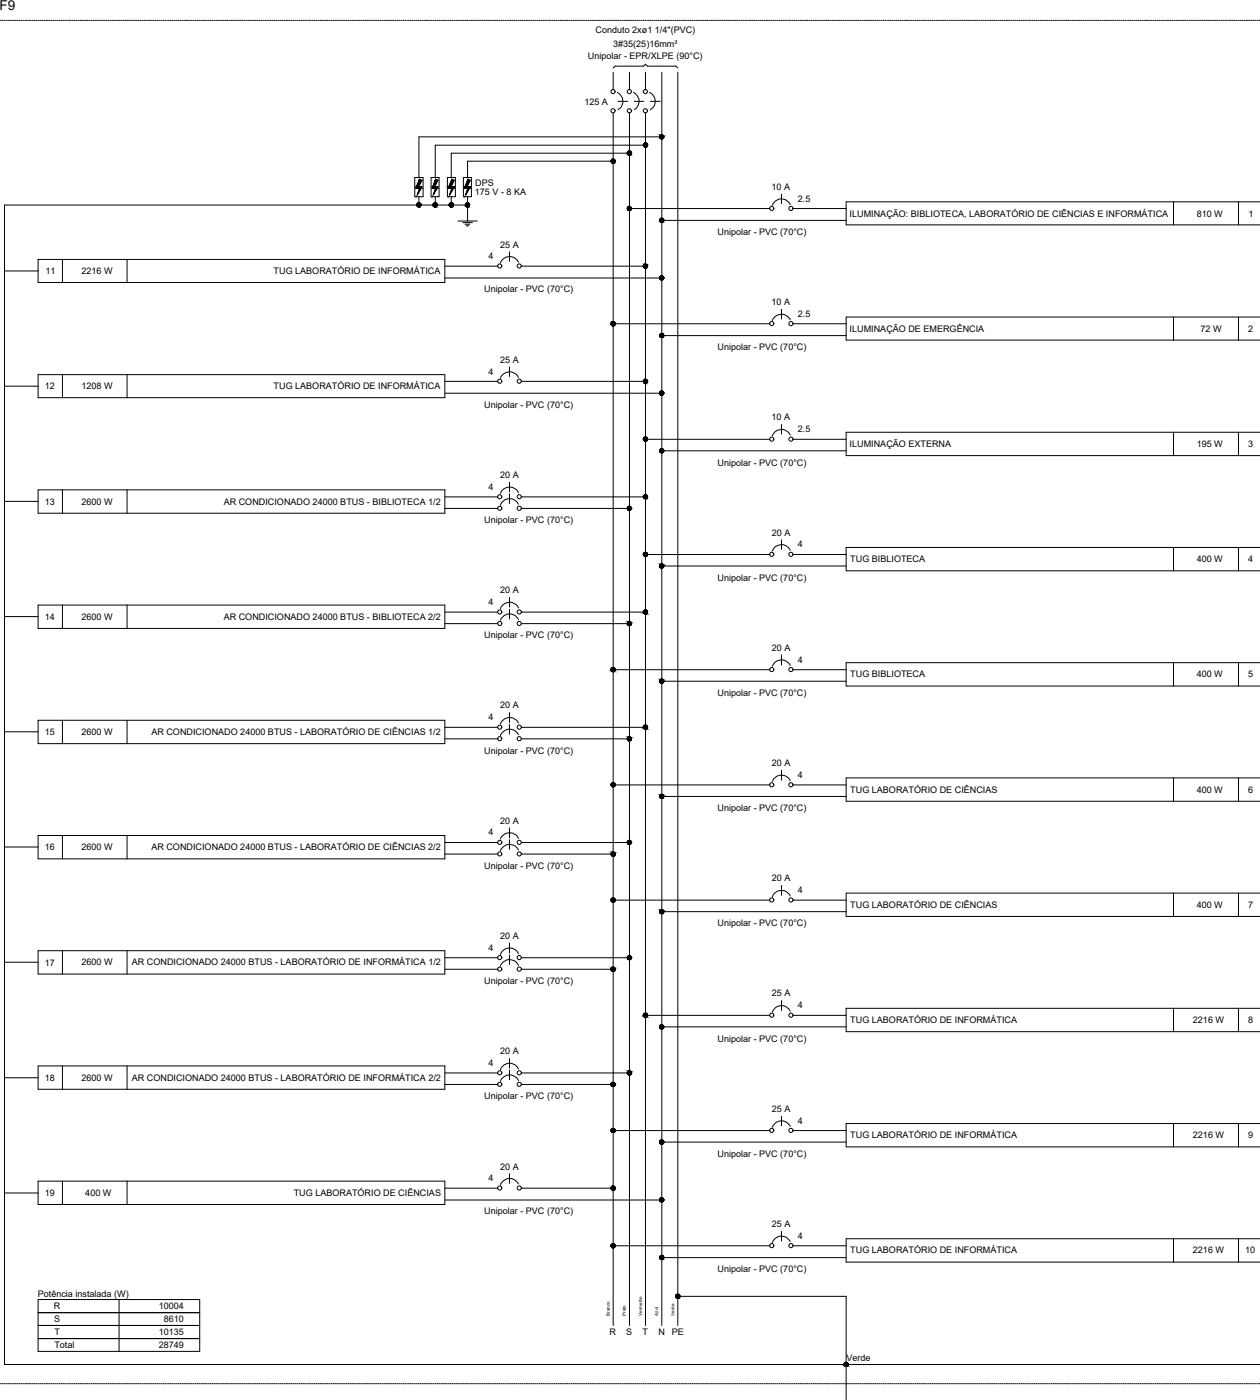 F9
Conduto 2xø1 1/4"(PVC)
3#35(25)16mm²
Unipolar - EPR/XLPE (90°C)
125 A
DPS
175 V - 8 KA
10 A
2.5
ILUMINAÇÃO: BIBLIOTECA, LABORATÓRIO DE CIÊNCIAS E INFORMÁTICA 810 W 1
Unipolar - PVC (70°C)
25 A
4
11 2216 W TUG LABORATÓRIO DE INFORMÁTICA
Unipolar - PVC (70°C)
10 A
2.5
ILUMINAÇÃO DE EMERGÊNCIA 72 W 2
Unipolar - PVC (70°C)
25 A
4
12 1208 W TUG LABORATÓRIO DE INFORMÁTICA
Unipolar - PVC (70°C)
10 A
2.5
ILUMINAÇÃO EXTERNA 195 W 3
Unipolar - PVC (70°C)
20 A
4
13 2600 W AR CONDICIONADO 24000 BTUS - BIBLIOTECA 1/2
Unipolar - PVC (70°C)
20 A
4
TUG BIBLIOTECA 400 W 4
Unipolar - PVC (70°C)
20 A
4
14 2600 W AR CONDICIONADO 24000 BTUS - BIBLIOTECA 2/2
Unipolar - PVC (70°C)
20 A
4
TUG BIBLIOTECA 400 W 5
Unipolar - PVC (70°C)
20 A
4
15 2600 W AR CONDICIONADO 24000 BTUS - LABORATÓRIO DE CIÊNCIAS 1/2
Unipolar - PVC (70°C)
20 A
4
TUG LABORATÓRIO DE CIÊNCIAS 400 W 6
Unipolar - PVC (70°C)
20 A
4
16 2600 W AR CONDICIONADO 24000 BTUS - LABORATÓRIO DE CIÊNCIAS 2/2
Unipolar - PVC (70°C)
20 A
4
TUG LABORATÓRIO DE CIÊNCIAS 400 W 7
Unipolar - PVC (70°C)
20 A
4
17 2600 W AR CONDICIONADO 24000 BTUS - LABORATÓRIO DE INFORMÁTICA 1/2
Unipolar - PVC (70°C)
25 A
4
TUG LABORATÓRIO DE INFORMÁTICA 2216 W 8
Unipolar - PVC (70°C)
20 A
4
18 2600 W AR CONDICIONADO 24000 BTUS - LABORATÓRIO DE INFORMÁTICA 2/2
Unipolar - PVC (70°C)
25 A
4
TUG LABORATÓRIO DE INFORMÁTICA 2216 W 9
Unipolar - PVC (70°C)
20 A
4
19 400 W TUG LABORATÓRIO DE CIÊNCIAS
Unipolar - PVC (70°C)
25 A
4
TUG LABORATÓRIO DE INFORMÁTICA 2216 W 10
Unipolar - PVC (70°C)
Potência instalada (W)
R 10004
S 8610
T 10135
Total 28749
Branco Preto Vermelho Azul Verde
R S T N PE
Verde